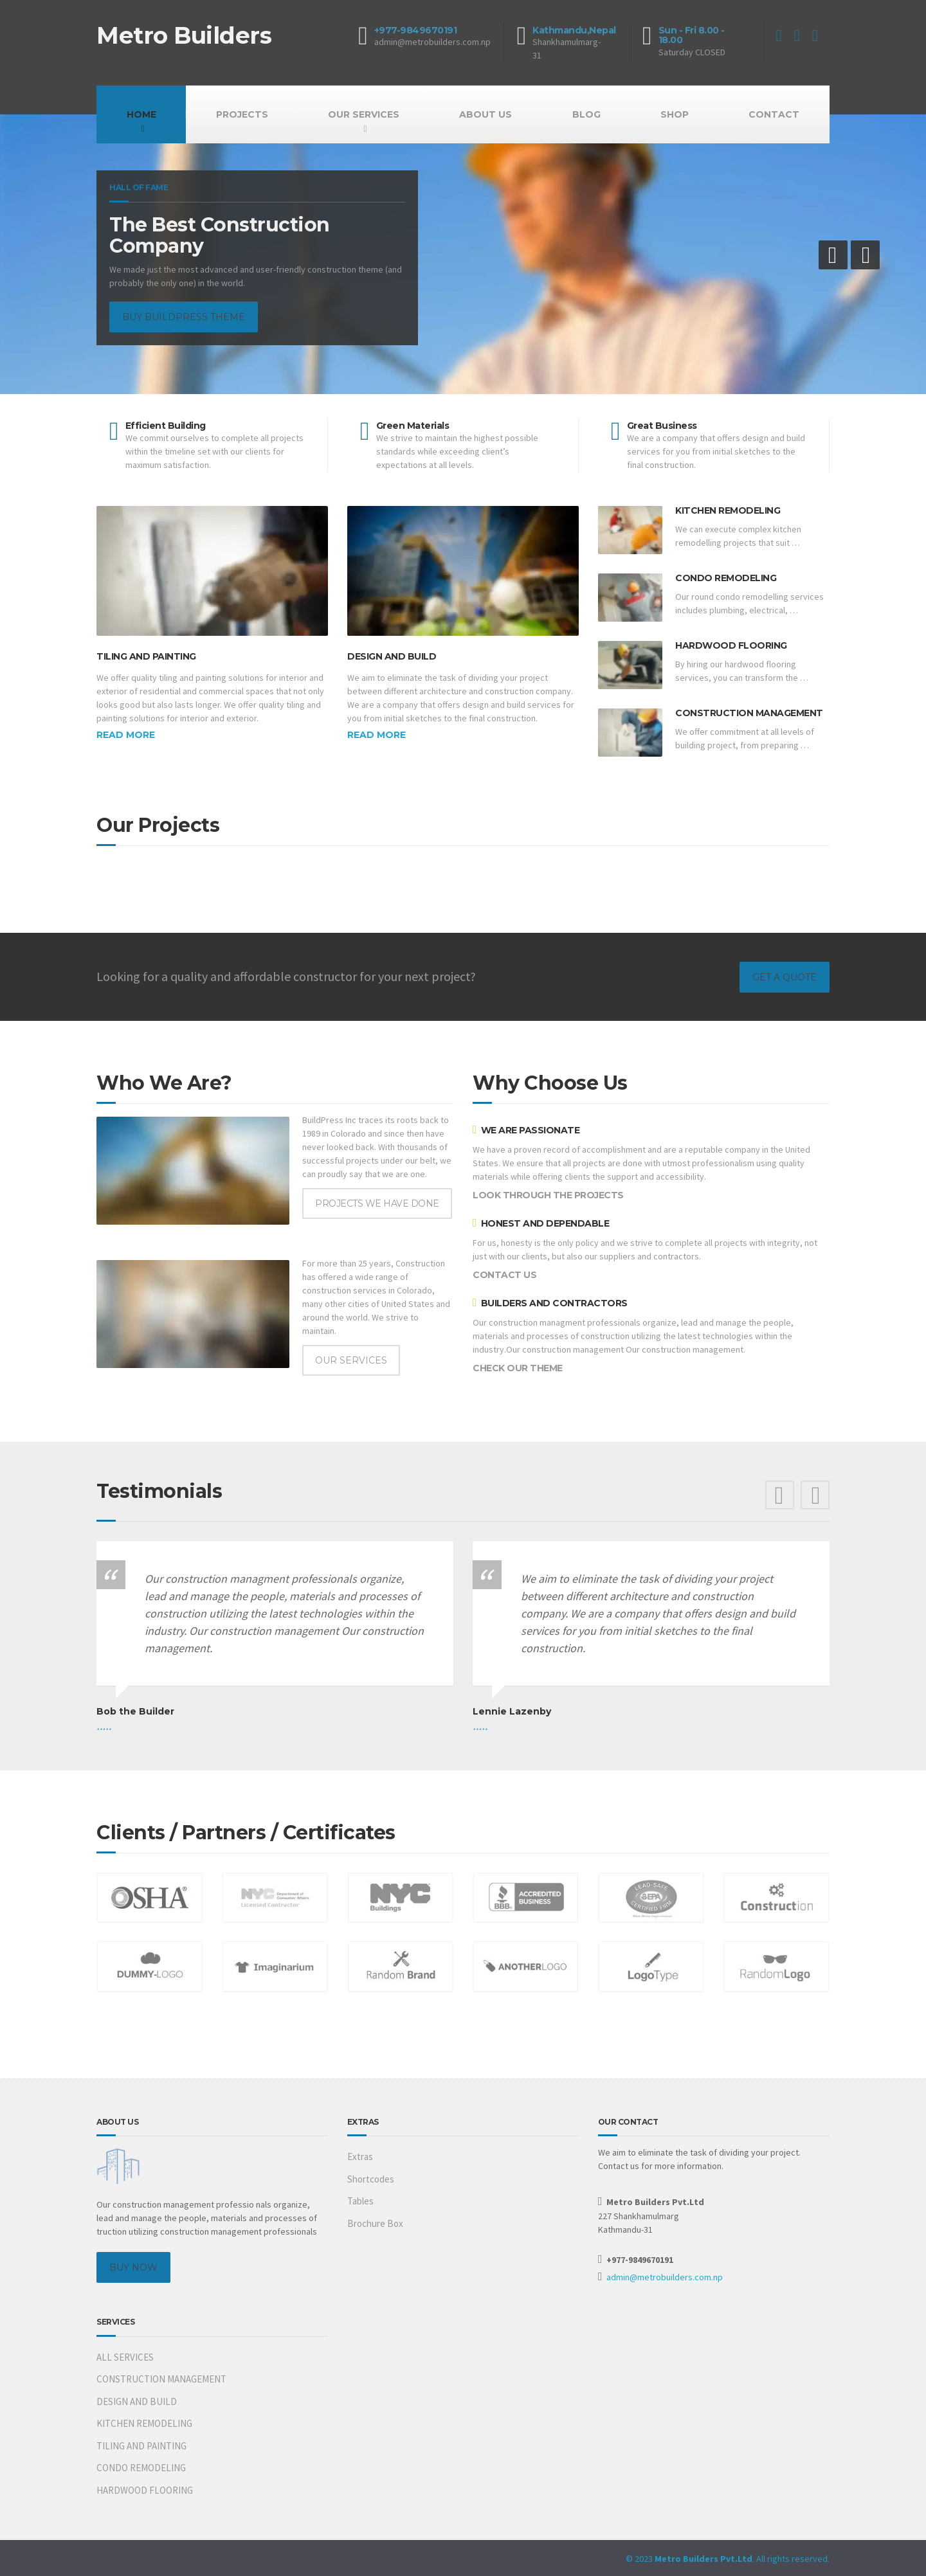 Metro Builders
+977-9849670191
admin@metrobuilders.com.np
Kathmandu,Nepal
Shankhamulmarg-
31
Sun - Fri 8.00 -
18.00
Saturday CLOSED
HOME
PROJECTS
OUR SERVICES
ABOUT US
BLOG
SHOP
CONTACT
HALL OF FAME
The Best Construction
Company
We made just the most advanced and user-friendly construction theme (and
probably the only one) in the world.
BUY BUILDPRESS THEME
Efficient Building
We commit ourselves to complete all projects
within the timeline set with our clients for
maximum satisfaction.
Green Materials
We strive to maintain the highest possible
standards while exceeding client's
expectations at all levels.
Great Business
We are a company that offers design and build
services for you from initial sketches to the
final construction.
TILING AND PAINTING
We offer quality tiling and painting solutions for interior and
exterior of residential and commercial spaces that not only
looks good but also lasts longer. We offer quality tiling and
painting solutions for interior and exterior.
READ MORE
DESIGN AND BUILD
We aim to eliminate the task of dividing your project
between different architecture and construction company.
We are a company that offers design and build services for
you from initial sketches to the final construction.
READ MORE
KITCHEN REMODELING
We can execute complex kitchen
remodelling projects that suit …
CONDO REMODELING
Our round condo remodelling services
includes plumbing, electrical, …
HARDWOOD FLOORING
By hiring our hardwood flooring
services, you can transform the …
CONSTRUCTION MANAGEMENT
We offer commitment at all levels of
building project, from preparing …
Our Projects
Looking for a quality and affordable constructor for your next project?
GET A QUOTE
Who We Are?
BuildPress Inc traces its roots back to
1989 in Colorado and since then have
never looked back. With thousands of
successful projects under our belt, we
can proudly say that we are one.
PROJECTS WE HAVE DONE
For more than 25 years, Construction
has offered a wide range of
construction services in Colorado,
many other cities of United States and
around the world. We strive to
maintain.
OUR SERVICES
Why Choose Us
WE ARE PASSIONATE
We have a proven record of accomplishment and are a reputable company in the United
States. We ensure that all projects are done with utmost professionalism using quality
materials while offering clients the support and accessibility.
LOOK THROUGH THE PROJECTS
HONEST AND DEPENDABLE
For us, honesty is the only policy and we strive to complete all projects with integrity, not
just with our clients, but also our suppliers and contractors.
CONTACT US
BUILDERS AND CONTRACTORS
Our construction managment professionals organize, lead and manage the people,
materials and processes of construction utilizing the latest technologies within the
industry.Our construction management Our construction management.
CHECK OUR THEME
Testimonials
Our construction managment professionals organize,
lead and manage the people, materials and processes of
construction utilizing the latest technologies within the
industry. Our construction management Our construction
management.
Bob the Builder
We aim to eliminate the task of dividing your project
between different architecture and construction
company. We are a company that offers design and build
services for you from initial sketches to the final
construction.
Lennie Lazenby
Clients / Partners / Certificates
OSHA®
NYC Department of
Consumer Affairs
Licensed Contractor
NYC
Buildings
BBB.
ACCREDITED
BUSINESS
LEAD-SAFE
EPA
CERTIFIED FIRM
Construction
DUMMY-LOGO
Imaginarium
Random Brand
ANOTHERLOGO
LogoType
RandomLogo
ABOUT US
Our construction management professio nals organize,
lead and manage the people, materials and processes of
truction utilizing construction management professionals
BUY NOW
EXTRAS
Extras
Shortcodes
Tables
Brochure Box
OUR CONTACT
We aim to eliminate the task of dividing your project.
Contact us for more information.
Metro Builders Pvt.Ltd
227 Shankhamulmarg
Kathmandu-31
+977-9849670191
admin@metrobuilders.com.np
SERVICES
ALL SERVICES
CONSTRUCTION MANAGEMENT
DESIGN AND BUILD
KITCHEN REMODELING
TILING AND PAINTING
CONDO REMODELING
HARDWOOD FLOORING
© 2023 Metro Builders Pvt.Ltd. All rights reserved.